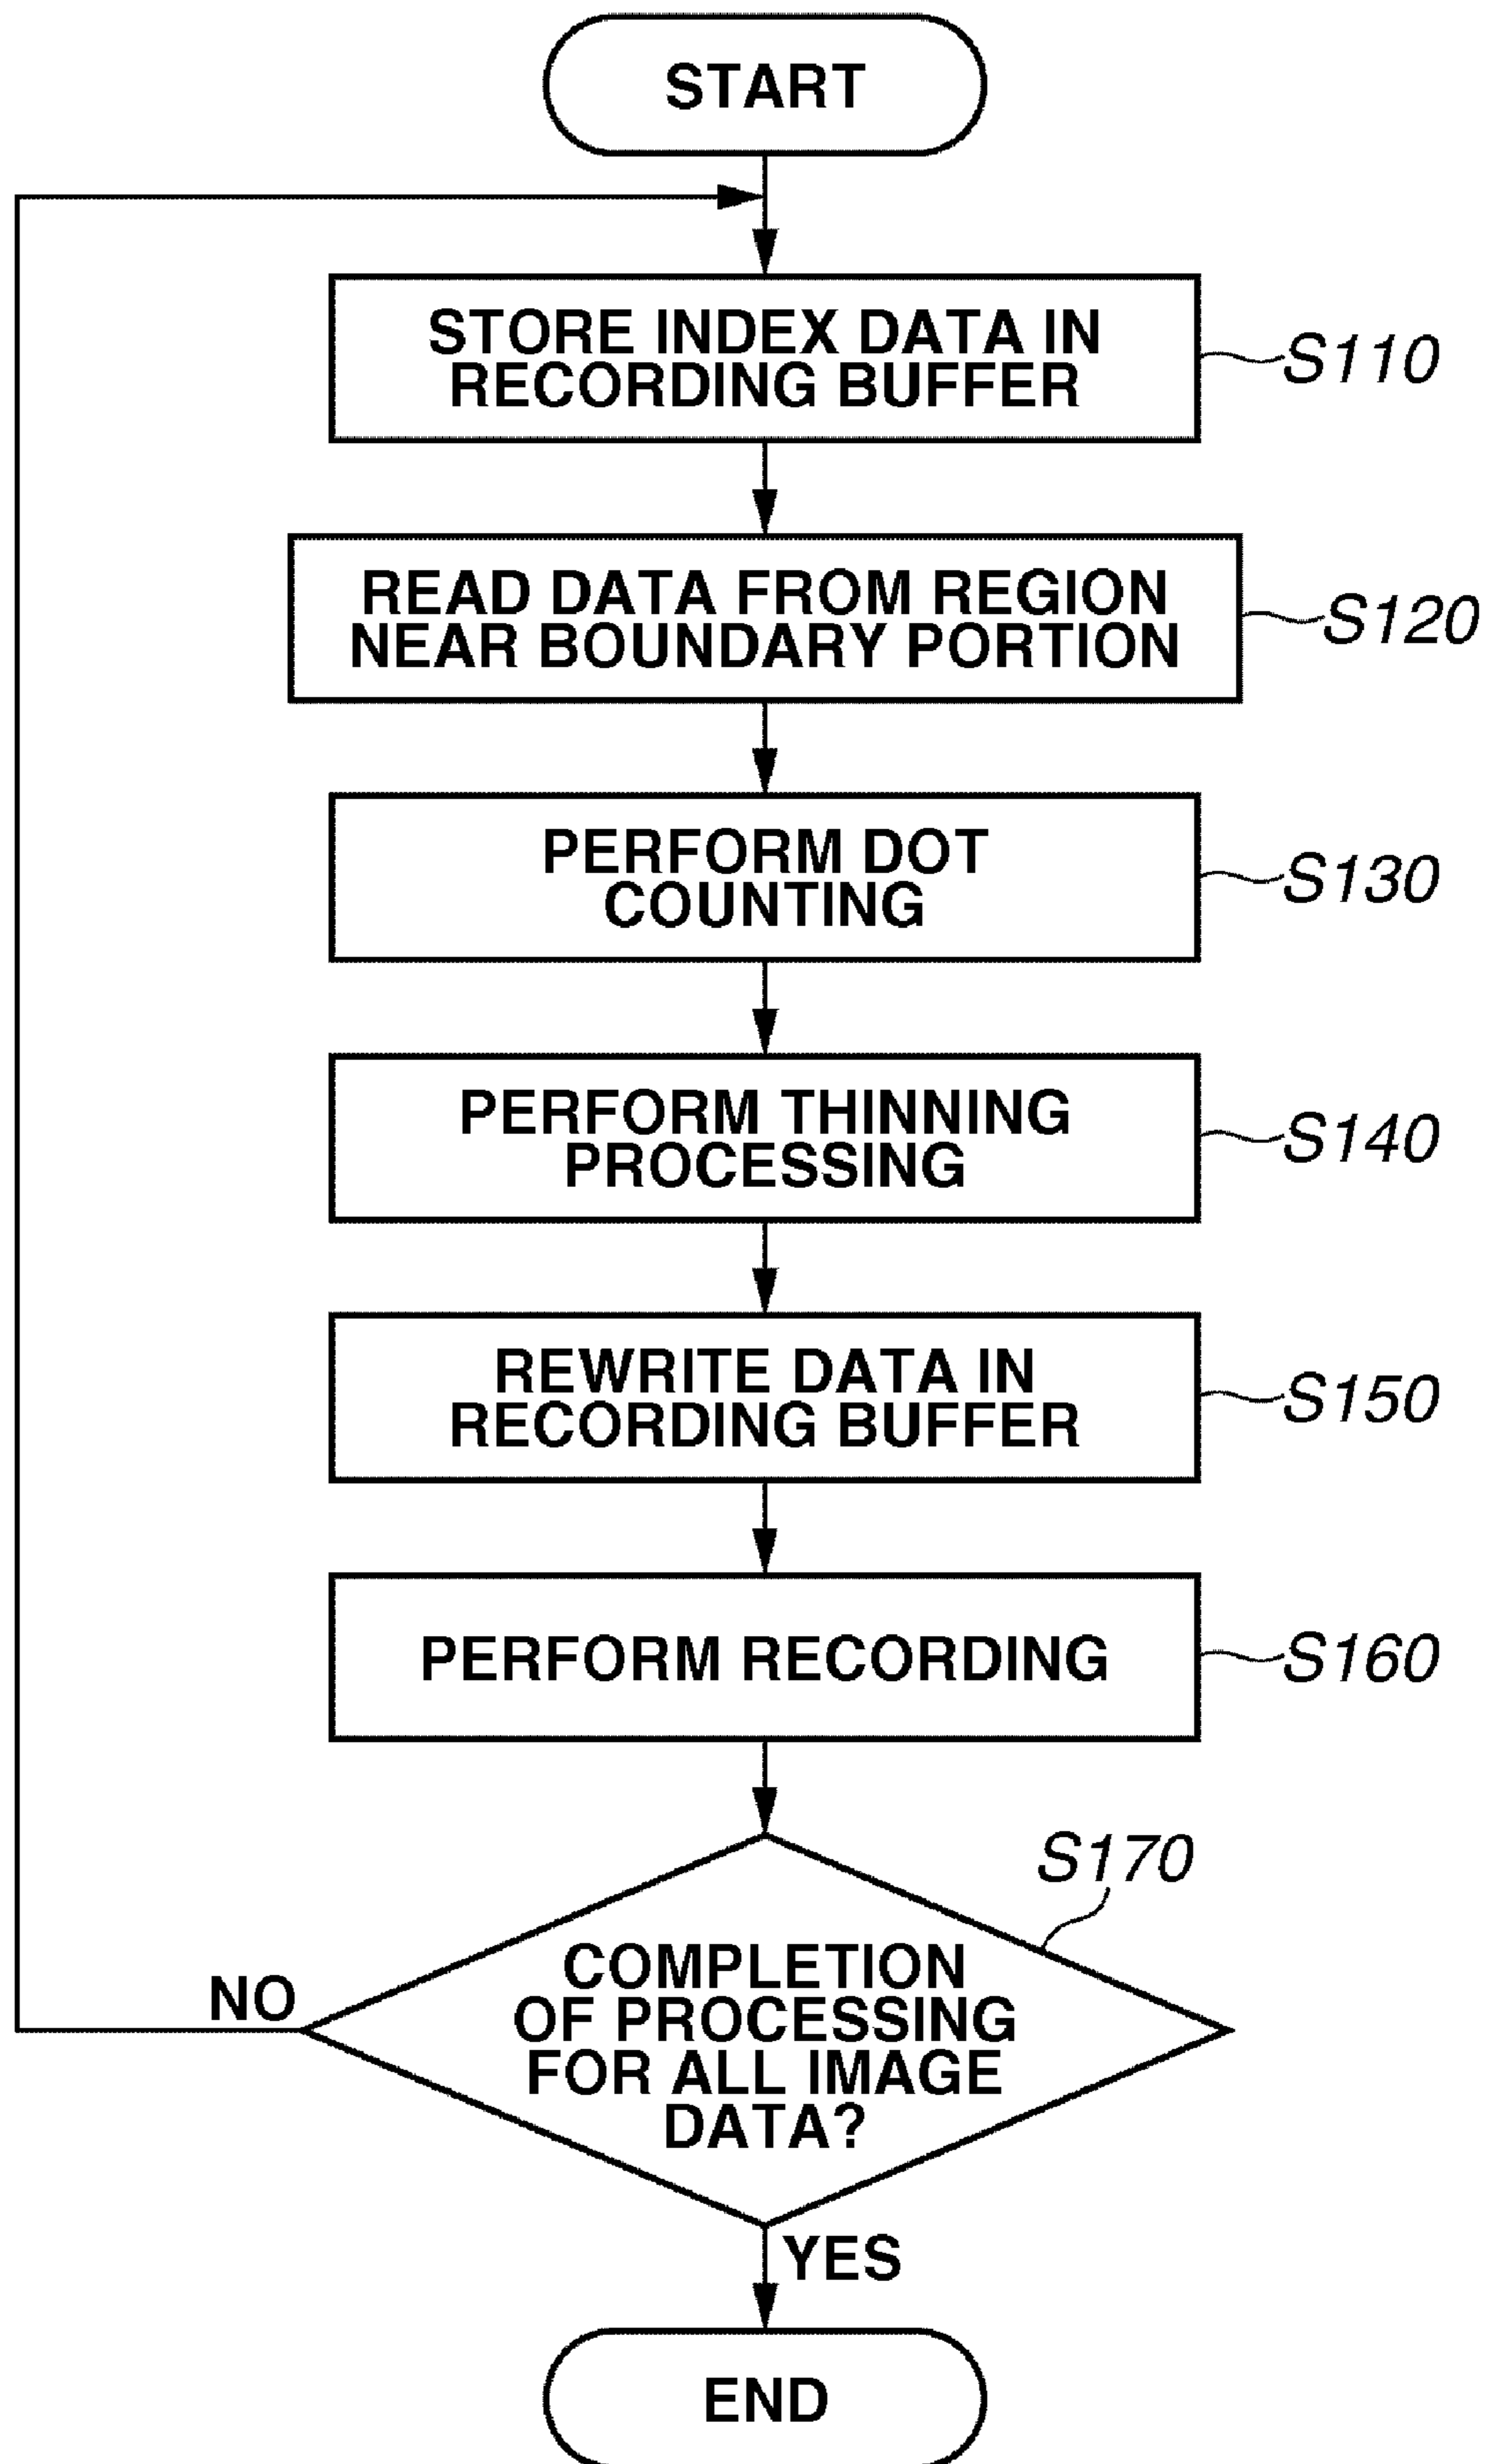 START
STORE INDEX DATA IN
RECORDING BUFFER
S110
READ DATA FROM REGION
NEAR BOUNDARY PORTION
S120
PERFORM DOT
COUNTING
S130
PERFORM THINNING
PROCESSING
S140
REWRITE DATA IN
RECORDING BUFFER
S150
PERFORM RECORDING
S160
S170
COMPLETION
OF PROCESSING
FOR ALL IMAGE
DATA?
NO
YES
END